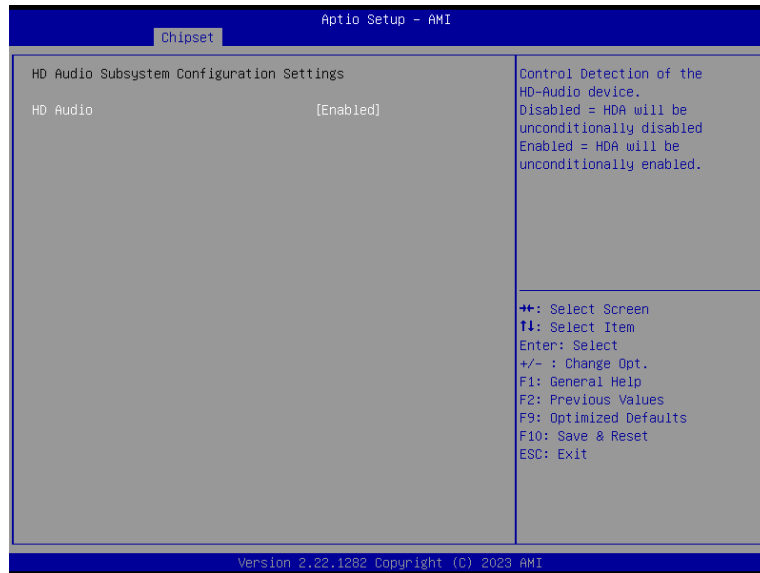 Aptio Setup – AMI
Chipset
HD Audio Subsystem Configuration Settings
HD Audio [Enabled]
Control Detection of the
HD-Audio device.
Disabled = HDA will be
unconditionally disabled
Enabled = HDA will be
unconditionally enabled.
→←: Select Screen
↑↓: Select Item
Enter: Select
+/- : Change Opt.
F1: General Help
F2: Previous Values
F9: Optimized Defaults
F10: Save & Reset
ESC: Exit
Version 2.22.1282 Copyright (C) 2023 AMI